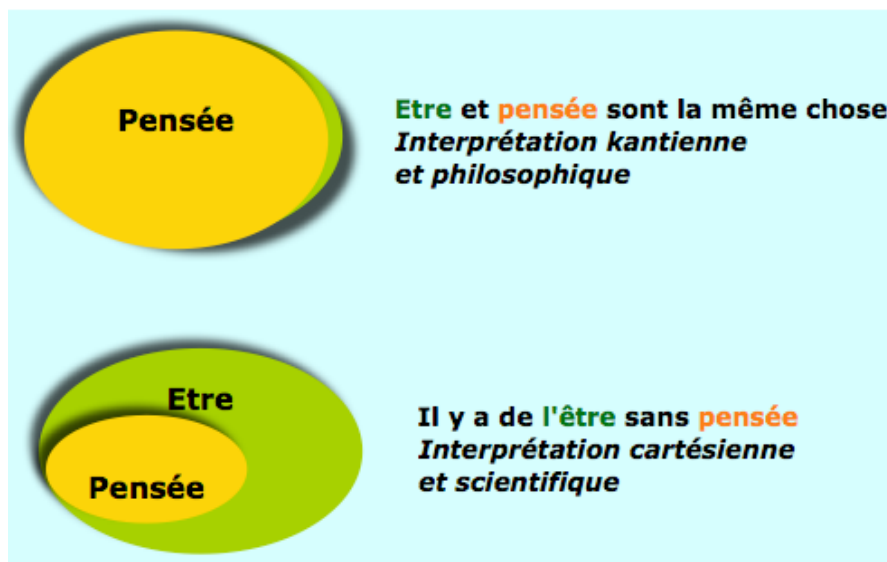 Pensée
Etre et pensée sont la même chose
Interprétation kantienne
et philosophique
Etre
Pensée
Il y a de l'être sans pensée
Interprétation cartésienne
et scientifique